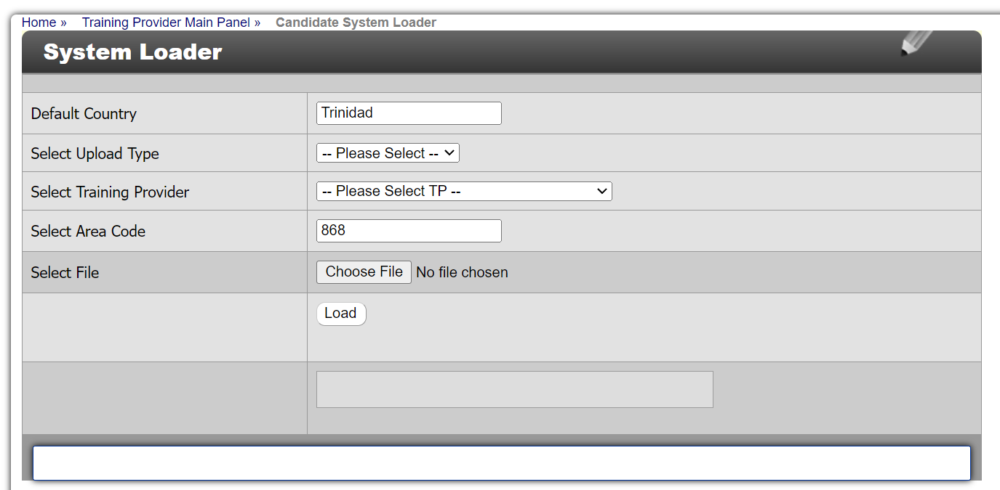 Home » Training Provider Main Panel » Candidate System Loader
System Loader
Default Country Trinidad
Select Upload Type -- Please Select --
Select Training Provider -- Please Select TP --
Select Area Code 868
Select File Choose File No file chosen
Load